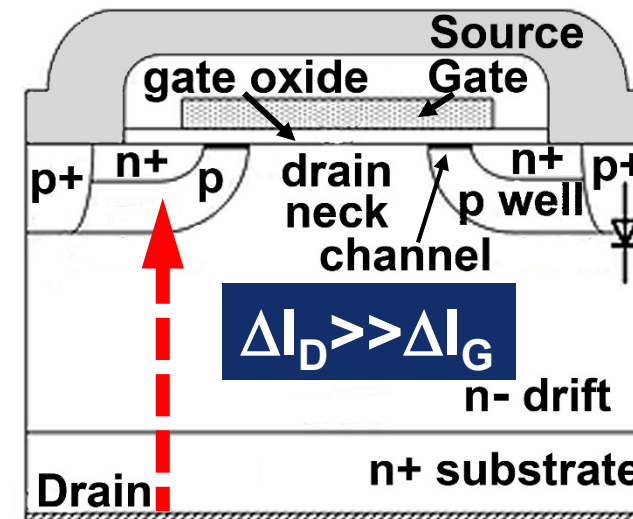 Source
gate oxide Gate
p+ n+ p drain neck n+ p+
p well
channel
ΔI_D>>ΔI_G
n- drift
n+ substrate
Drain